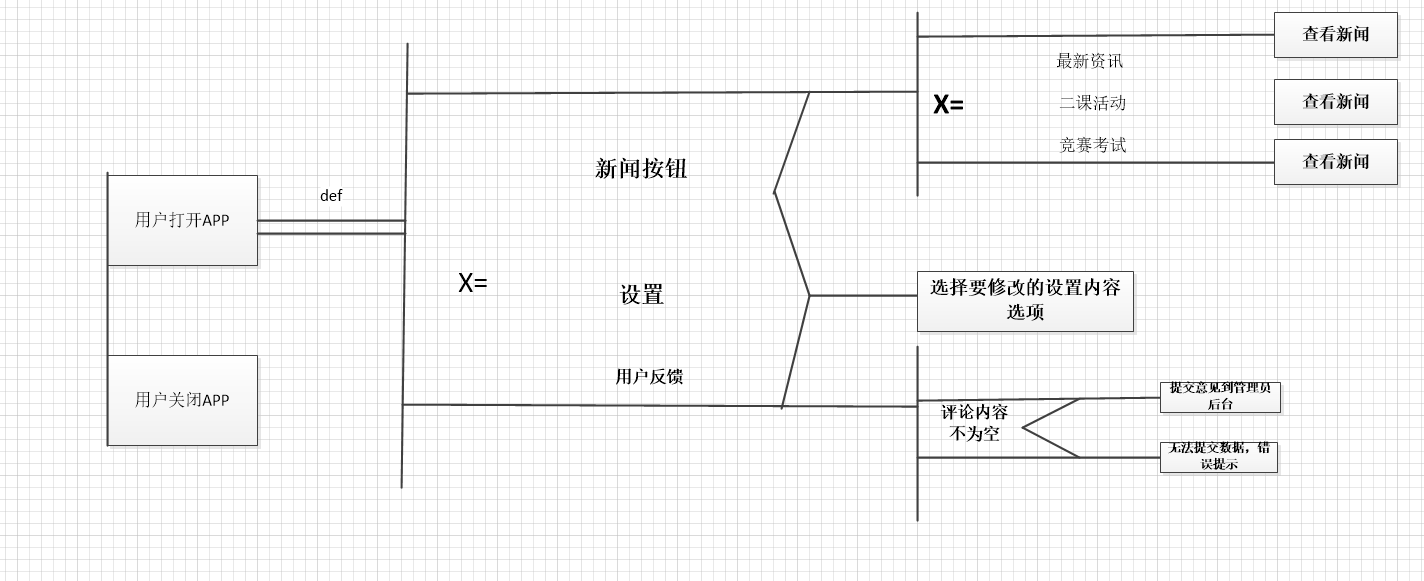 用户打开APP
def
用户关闭APP
X=
新闻按钮
设置
用户反馈
X=
最新资讯
二课活动
竞赛考试
查看新闻
查看新闻
查看新闻
选择要修改的设置内容
选项
评论内容
不为空
提交意见到管理员
后台
无法提交数据，错
误提示